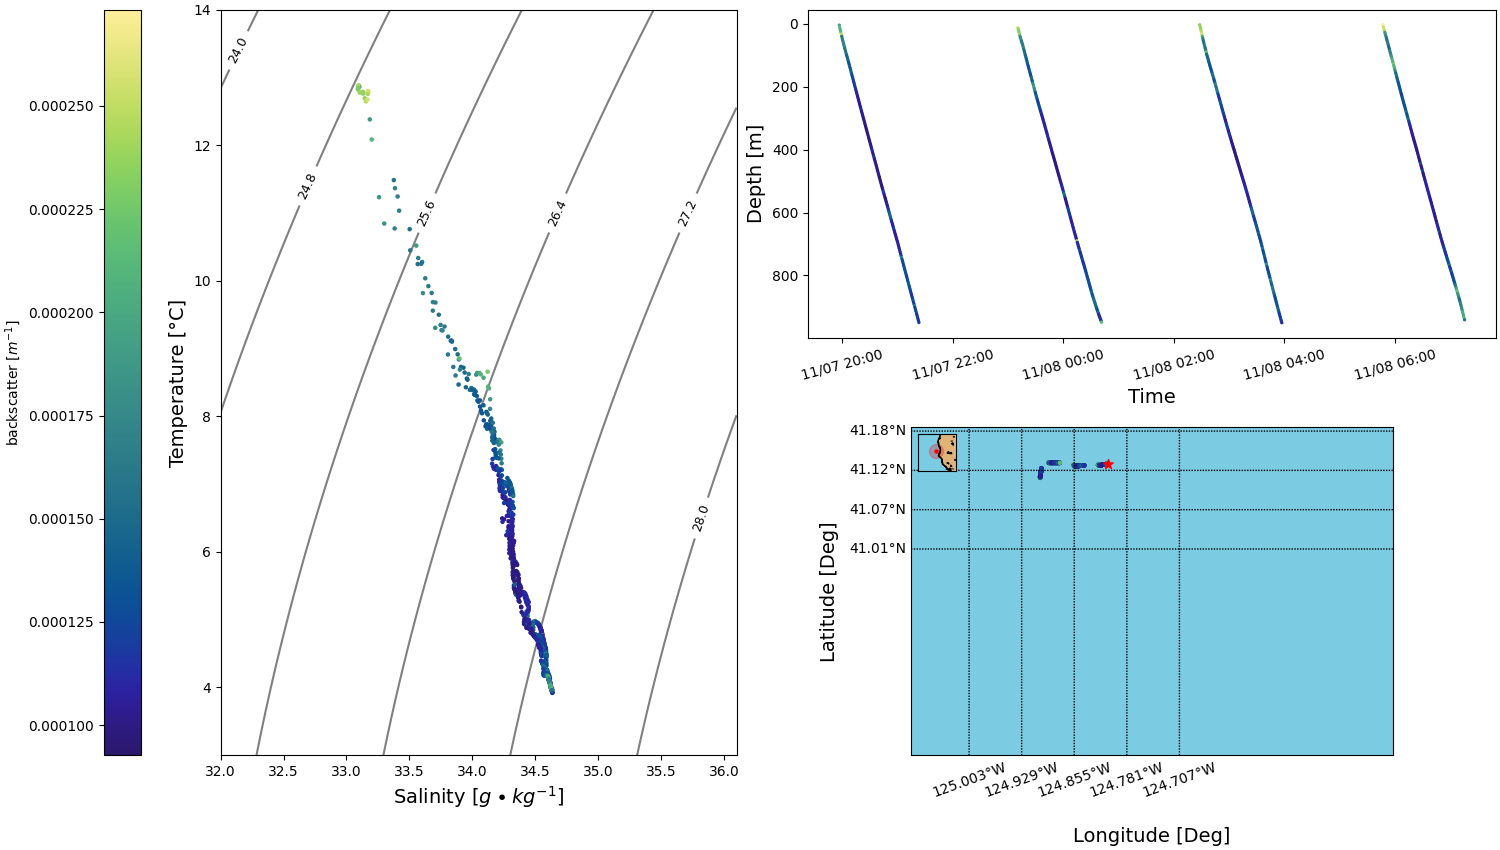 0.000250
0.000225
0.000200
0.000175
0.000150
0.000125
0.000100
backscatter [m⁻¹]
14
12
10
8
6
4
Temperature [°C]
24.0
24.8
25.6
26.4
27.2
28.0
32.0 32.5 33.0 33.5 34.0 34.5 35.0 35.5 36.0
Salinity [g • kg⁻¹]
0
200
400
600
800
Depth [m]
11/07 20:00 11/07 22:00 11/08 00:00 11/08 02:00 11/08 04:00 11/08 06:00
Time
41.18°N
41.12°N
41.07°N
41.01°N
Latitude [Deg]
125.003°W 124.929°W 124.855°W 124.781°W 124.707°W
Longitude [Deg]